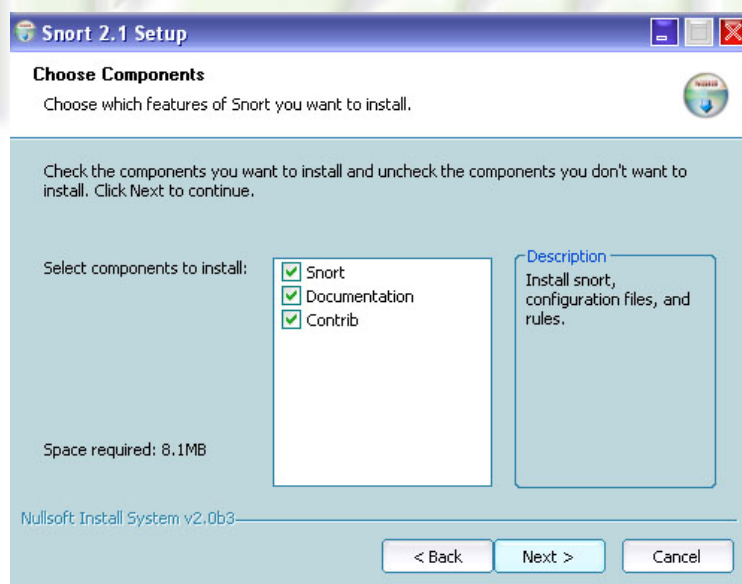 Snort 2.1 Setup
Choose Components
Choose which features of Snort you want to install.
Check the components you want to install and uncheck the components you don't want to
install. Click Next to continue.
Select components to install:
Snort
Documentation
Contrib
Description
Install snort,
configuration files, and
rules.
Space required: 8.1MB
Nullsoft Install System v2.0b3
< Back
Next >
Cancel